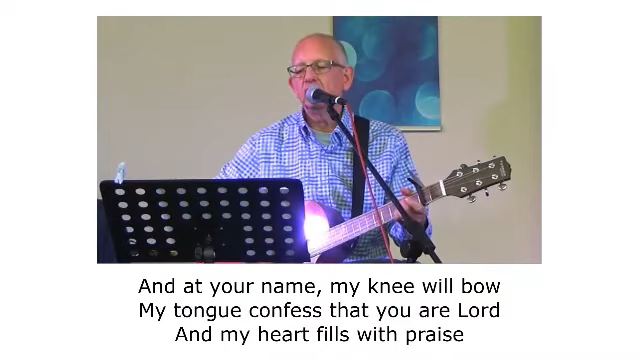 And at your name, my knee will bow
My tongue confess that you are Lord
And my heart fills with praise